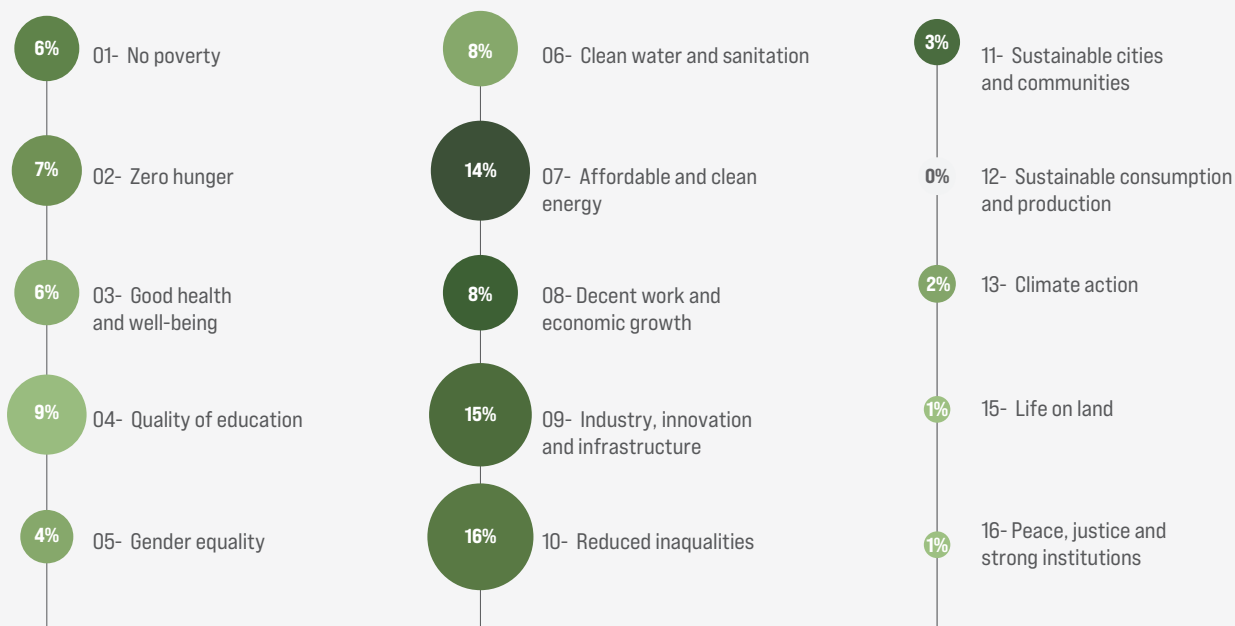 6%
01- No poverty
7%
02- Zero hunger
6%
03- Good health
and well-being
9%
04- Quality of education
4%
05- Gender equality
8%
06- Clean water and sanitation
14%
07- Affordable and clean
energy
8%
08- Decent work and
economic growth
15%
09- Industry, innovation
and infrastructure
16%
10- Reduced inaqualities
3%
11- Sustainable cities
and communities
0%
12- Sustainable consumption
and production
2%
13- Climate action
1%
15- Life on land
1%
16- Peace, justice and
strong institutions